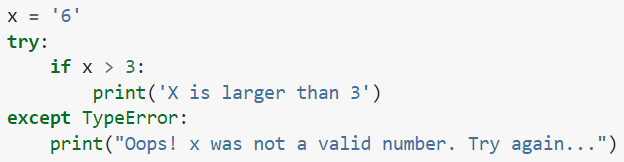 x = '6'
try:
    if x > 3:
        print('X is larger than 3')
except TypeError:
    print("Oops! x was not a valid number. Try again...")